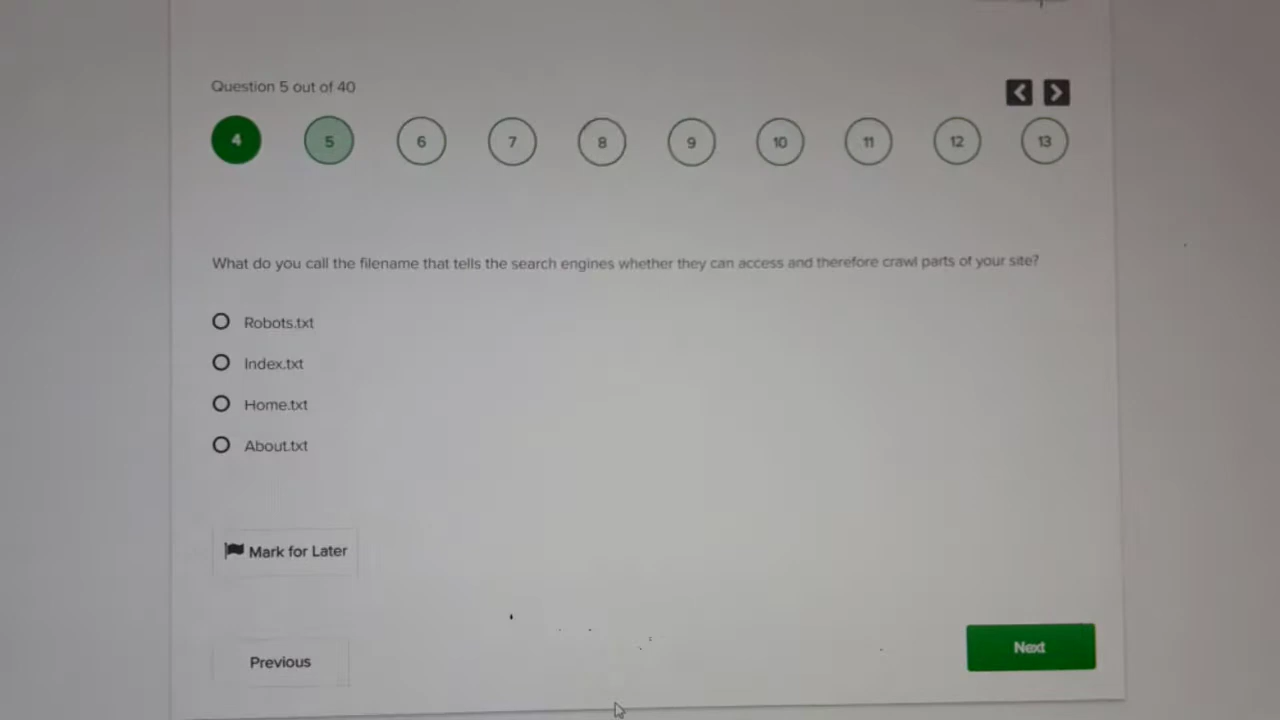 Question 5 out of 40
4 5 6 7 8 9 10 11 12 13
What do you call the filename that tells the search engines whether they can access and therefore crawl parts of your site?
Robots.txt
Index.txt
Home.txt
About.txt
Mark for Later
Previous
Next